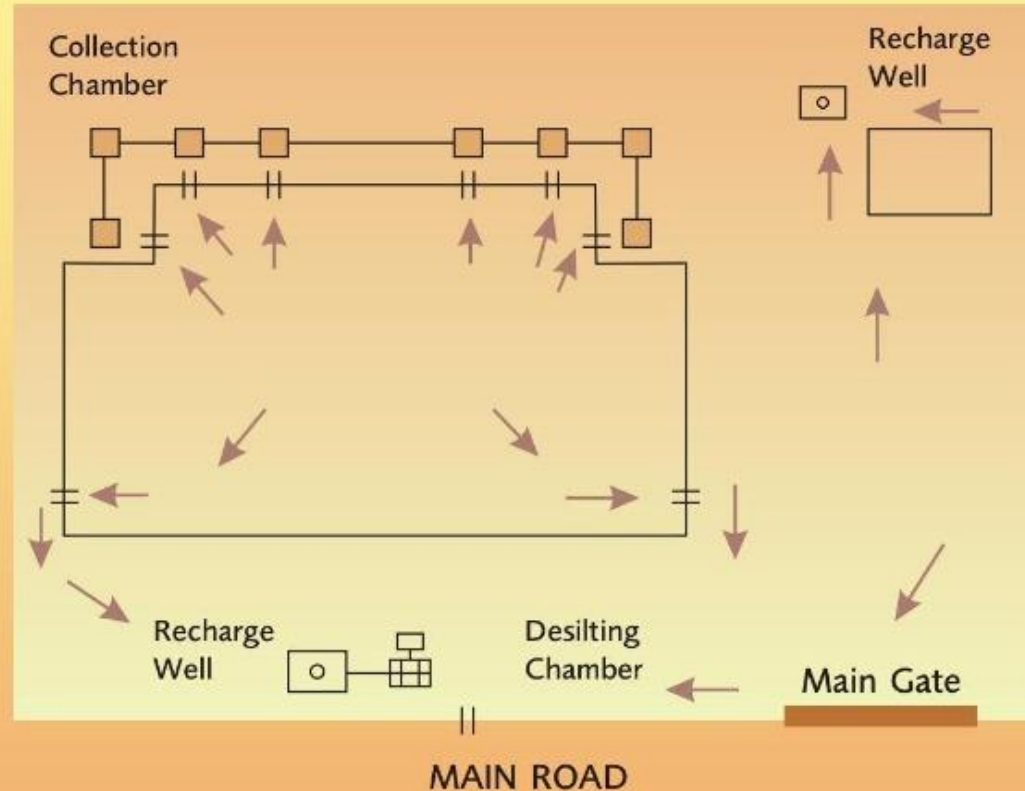 Collection
Chamber
Recharge
Well
Recharge
Well
Desilting
Chamber
Main Gate
MAIN ROAD